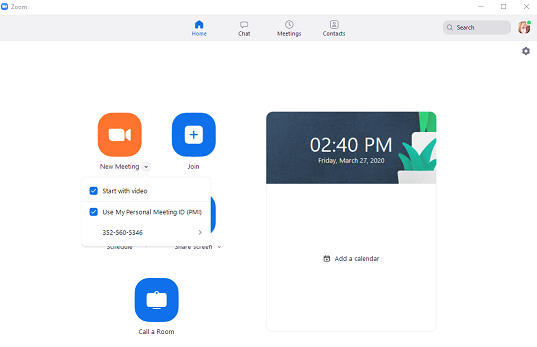 Zoom
Home
Chat
Meetings
Contacts
Search
New Meeting
Join
Start with video
Use My Personal Meeting ID (PMI)
352-560-5346
Schedule
Share screen
Call a Room
02:40 PM
Friday, March 27, 2020
Add a calendar